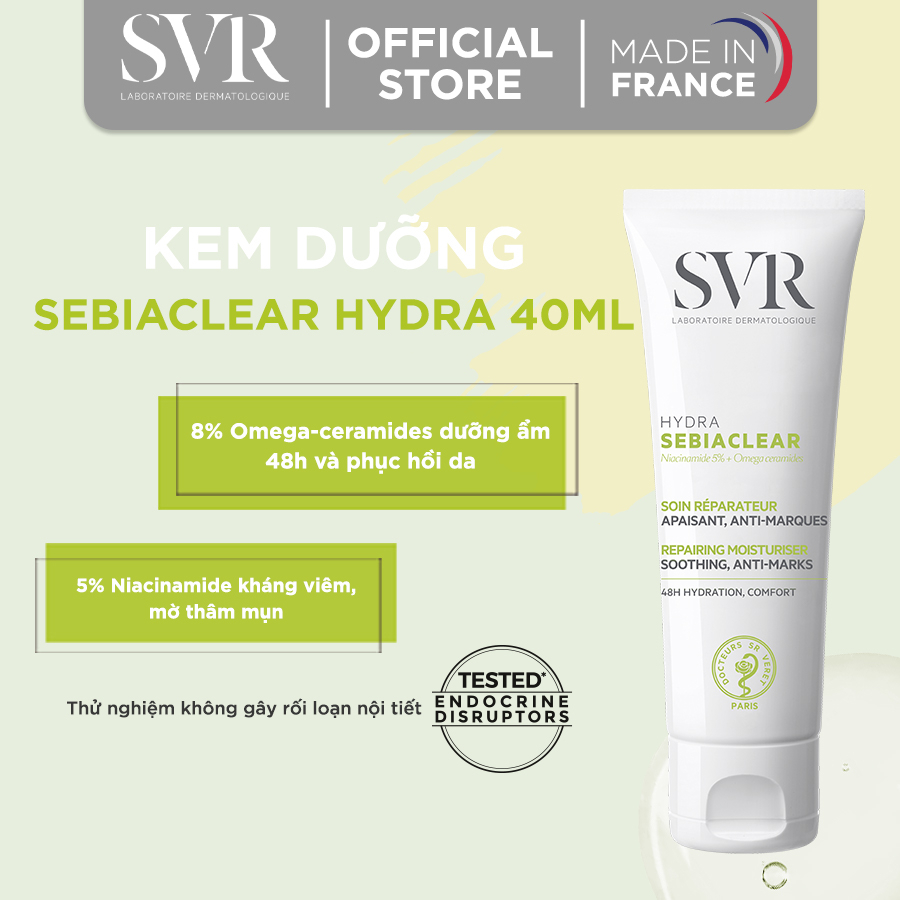 SVR
LABORATOIRE DERMATOLOGIQUE
OFFICIAL
STORE
MADE IN
FRANCE
KEM DƯỠNG
SEBIACLEAR HYDRA 40ML
8% Omega-ceramides dưỡng ẩm
48h và phục hồi da
5% Niacinamide kháng viêm,
mờ thâm mụn
Thử nghiệm không gây rối loạn nội tiết
TESTED*
ENDOCRINE
DISRUPTORS
SVR
LABORATOIRE DERMATOLOGIQUE
HYDRA
SEBIACLEAR
Niacinamide 5% + Omega ceramides
SOIN RÉPARATEUR
APAISANT, ANTI-MARQUES
REPAIRING MOISTURISER
SOOTHING, ANTI-MARKS
48H HYDRATION, COMFORT
DOCTEURS SR VERET
PARIS